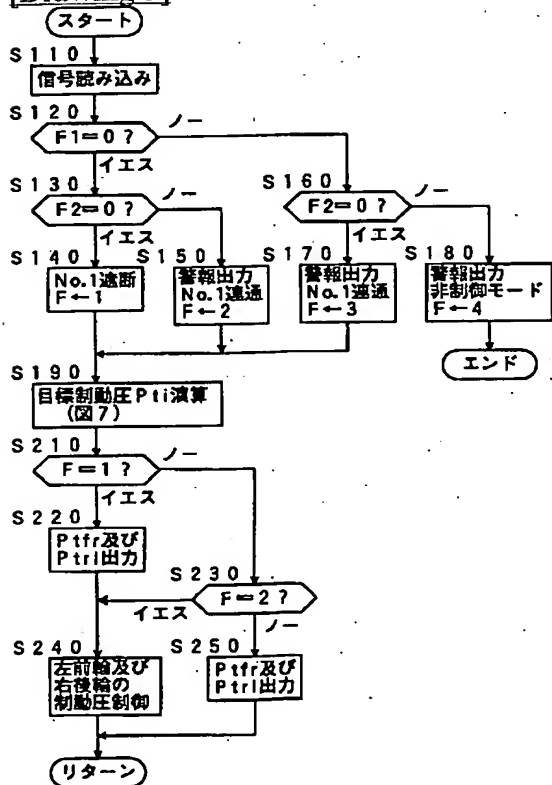 スタート
S110
信号読み込み
S120
F1=0?
ノー
イエス
S130
F2=0?
ノー
イエス
S160
F2=0?
ノー
イエス
S140
No.1遮断
F←1
S150
警報出力
No.1連通
F←2
S170
警報出力
No.1連通
F←3
S180
警報出力
非制御モード
F←4
エンド
S190
目標制動圧Pti演算
(図7)
S210
F=1?
ノー
イエス
S220
Ptfr及び
Ptrl出力
S230
F=2?
イエス
ノー
S240
左前輪及び
右後輪の
制動圧制御
S250
Ptfr及び
Ptrl出力
リターン